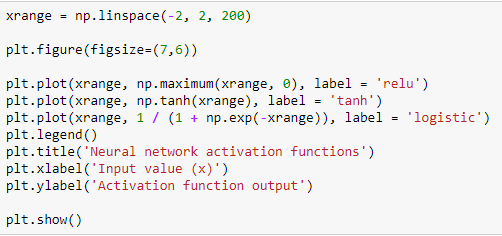 xrange = np.linspace(-2, 2, 200)
plt.figure(figsize=(7,6))
plt.plot(xrange, np.maximum(xrange, 0), label = 'relu')
plt.plot(xrange, np.tanh(xrange), label = 'tanh')
plt.plot(xrange, 1 / (1 + np.exp(-xrange)), label = 'logistic')
plt.legend()
plt.title('Neural network activation functions')
plt.xlabel('Input value (x)')
plt.ylabel('Activation function output')
plt.show()